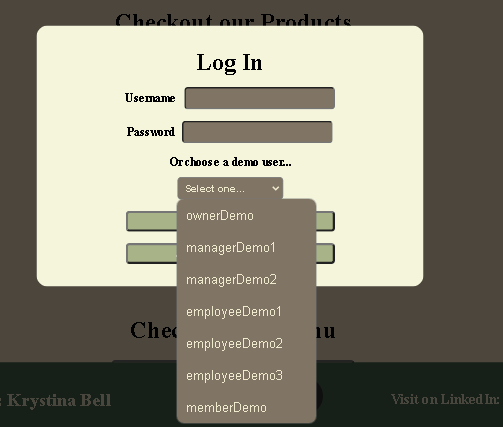 Checkout our Products
Log In
Username
Password
Or choose a demo user...
Select one...
ownerDemo
managerDemo1
managerDemo2
employeeDemo1
employeeDemo2
employeeDemo3
memberDemo
: Krystina Bell
Visit on LinkedIn: